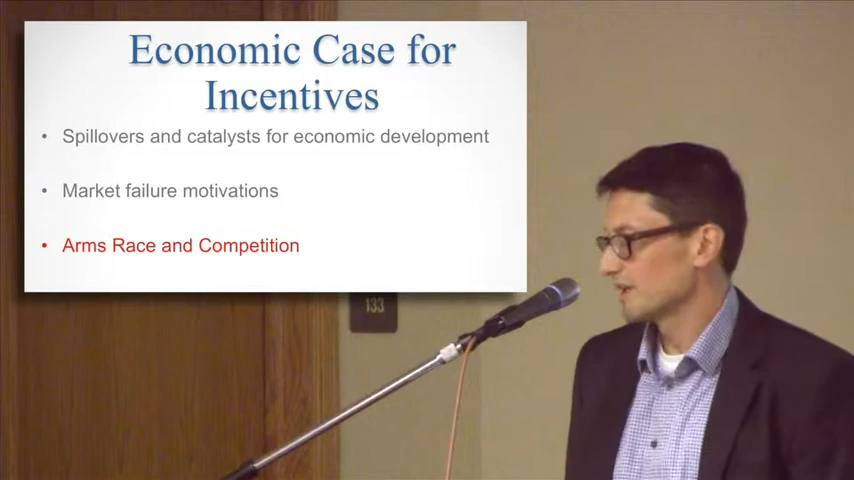 Economic Case for
Incentives
• Spillovers and catalysts for economic development
• Market failure motivations
• Arms Race and Competition
133